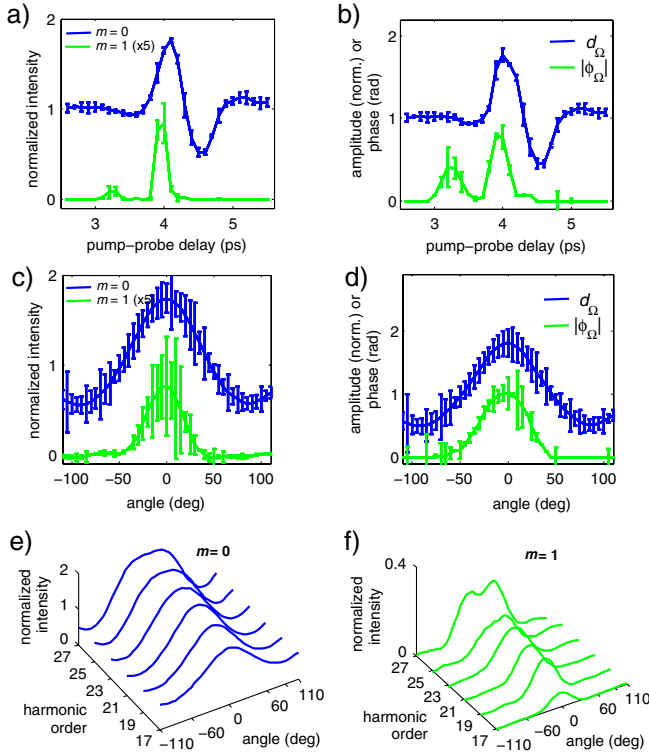 a)
m = 0
m = 1 (x5)
normalized intensity
2
1
0
3
4
5
pump−probe delay (ps)
b)
d_Ω
|ϕ_Ω|
amplitude (norm.) or
phase (rad)
2
1
0
3
4
5
pump−probe delay (ps)
c)
m = 0
m = 1 (x5)
normalized intensity
2
1
0
−100
−50
0
50
100
angle (deg)
d)
d_Ω
|ϕ_Ω|
amplitude (norm.) or
phase (rad)
2
1
0
−100
−50
0
50
100
angle (deg)
e)
m = 0
normalized
intensity
2
1
0
27
25
23
21
19
17
harmonic
order
−110
−60
0
60
110
angle (deg)
f)
m = 1
normalized
intensity
0.4
0
27
25
23
21
19
17
harmonic
order
−110
−60
0
60
110
angle (deg)